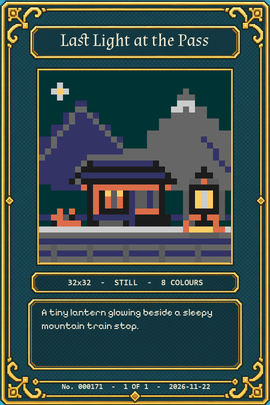 Last Light at the Pass
32x32 - STILL - 8 COLOURS
A tiny lantern glowing beside a sleepy
mountain train stop.
No. 000171 - 1 OF 1 - 2026-11-22